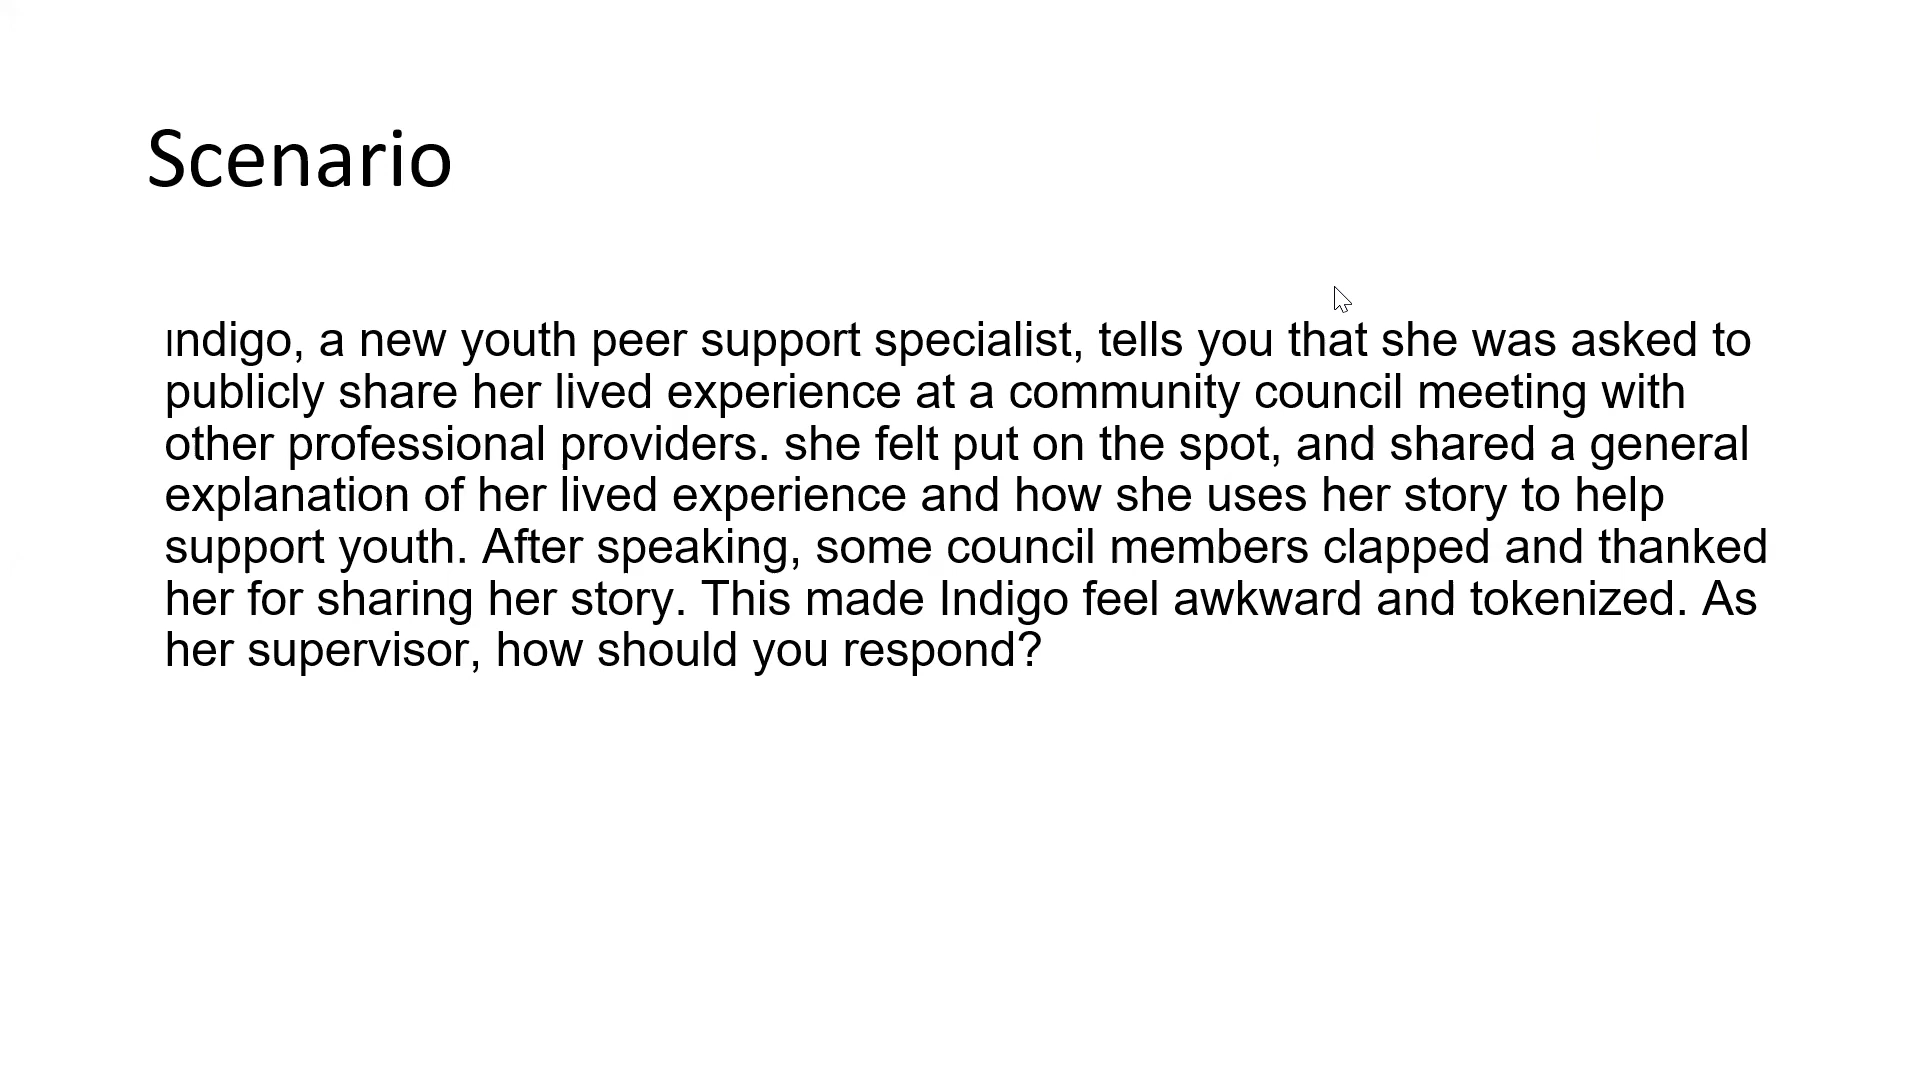 Scenario
Indigo, a new youth peer support specialist, tells you that she was asked to
publicly share her lived experience at a community council meeting with
other professional providers. she felt put on the spot, and shared a general
explanation of her lived experience and how she uses her story to help
support youth. After speaking, some council members clapped and thanked
her for sharing her story. This made Indigo feel awkward and tokenized. As
her supervisor, how should you respond?